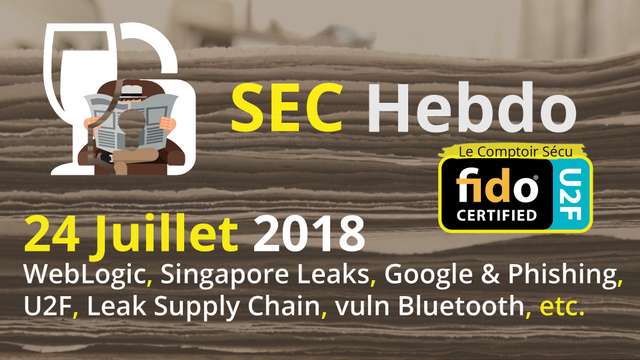 SEC Hebdo
Le Comptoir Sécu
fido®
CERTIFIED
U2F
24 Juillet 2018
WebLogic, Singapore Leaks, Google & Phishing,
U2F, Leak Supply Chain, vuln Bluetooth, etc.